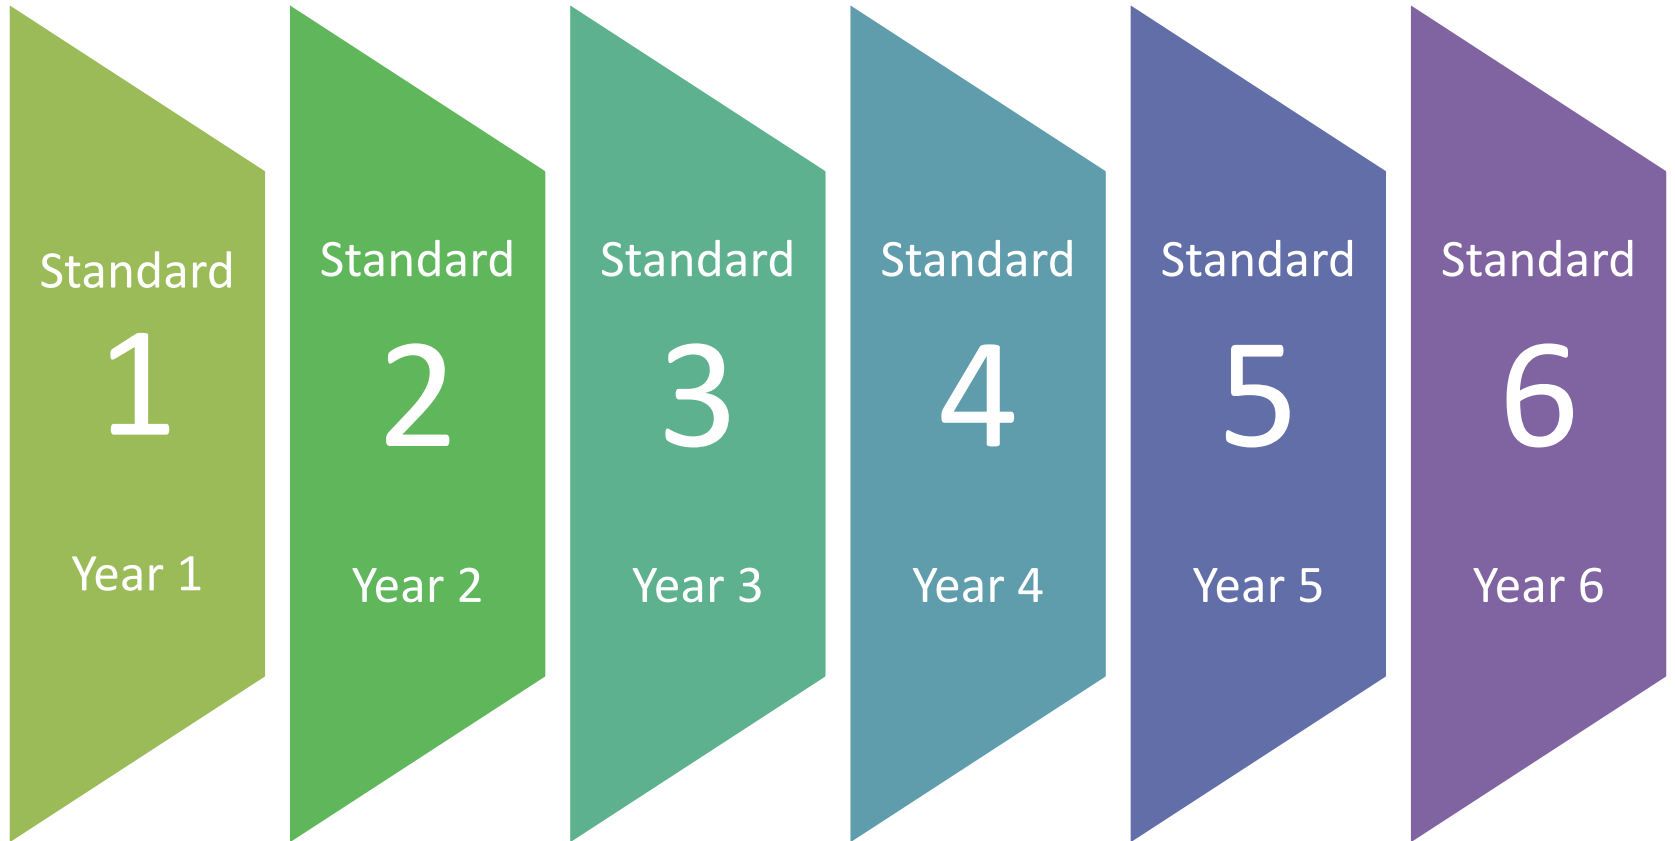 Standard
1
Year 1
Standard
2
Year 2
Standard
3
Year 3
Standard
4
Year 4
Standard
5
Year 5
Standard
6
Year 6